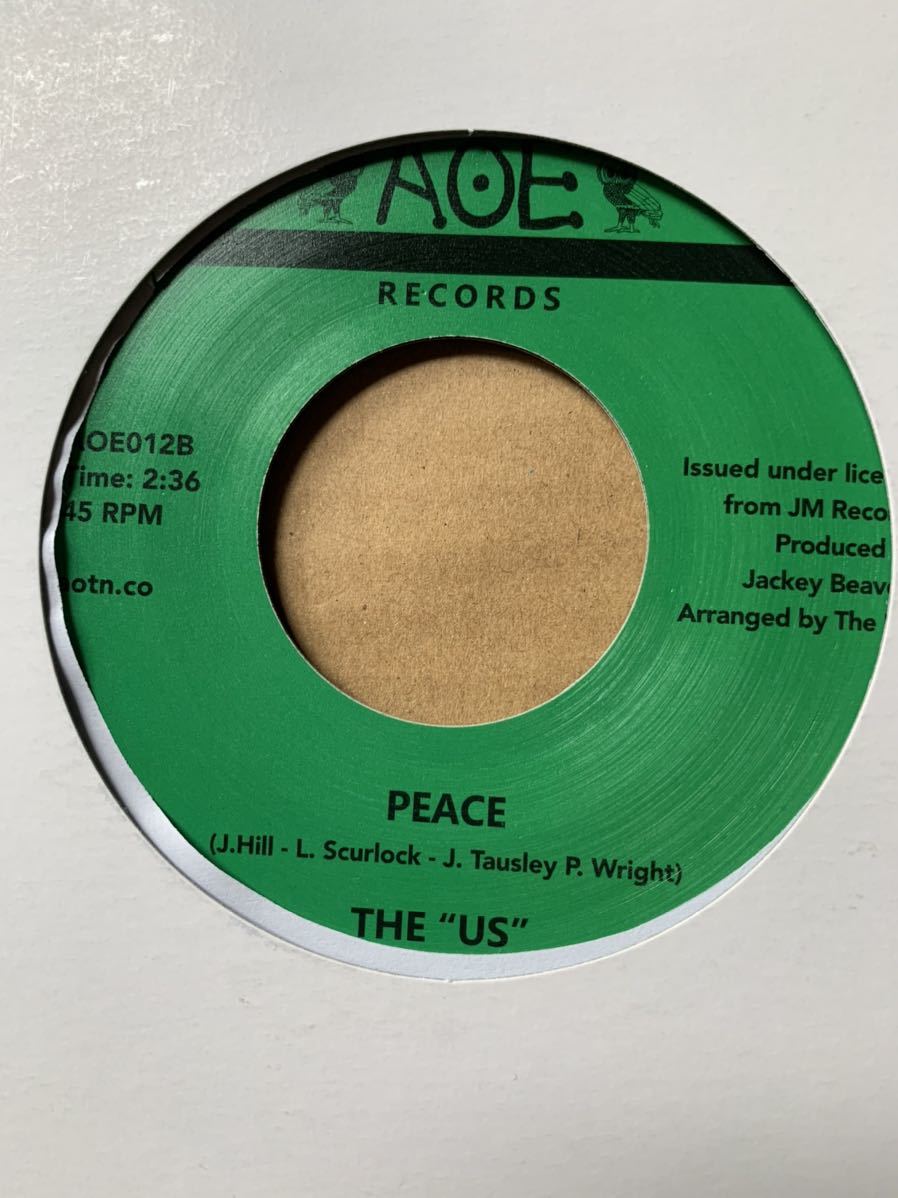 AOE
RECORDS
OE012B
Time: 2:36
45 RPM
otn.co
Issued under lice
from JM Reco
Produced
Jackey Beav
Arranged by The
PEACE
(J.Hill - L. Scurlock - J. Tausley P. Wright)
THE “US”